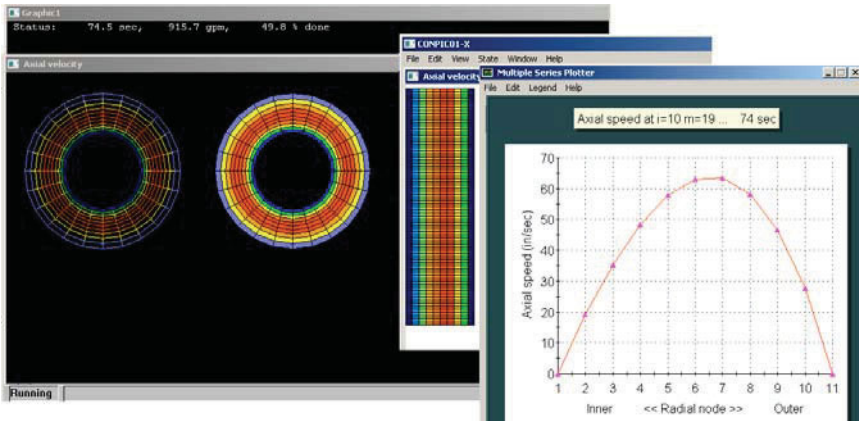 Graphic1
Status: 74.5 sec, 915.7 gpm, 49.8 % done
Axial velocity
Running
CONPIC01-X
File Edit View State Window Help
Axial velocity
Multiple Series Plotter
File Edit Legend Help
Axial speed at i=10 m=19 ... 74 sec
Axial speed (in/sec)
70
60
50
40
30
20
10
0
1 2 3 4 5 6 7 8 9 10 11
Inner << Radial node >> Outer